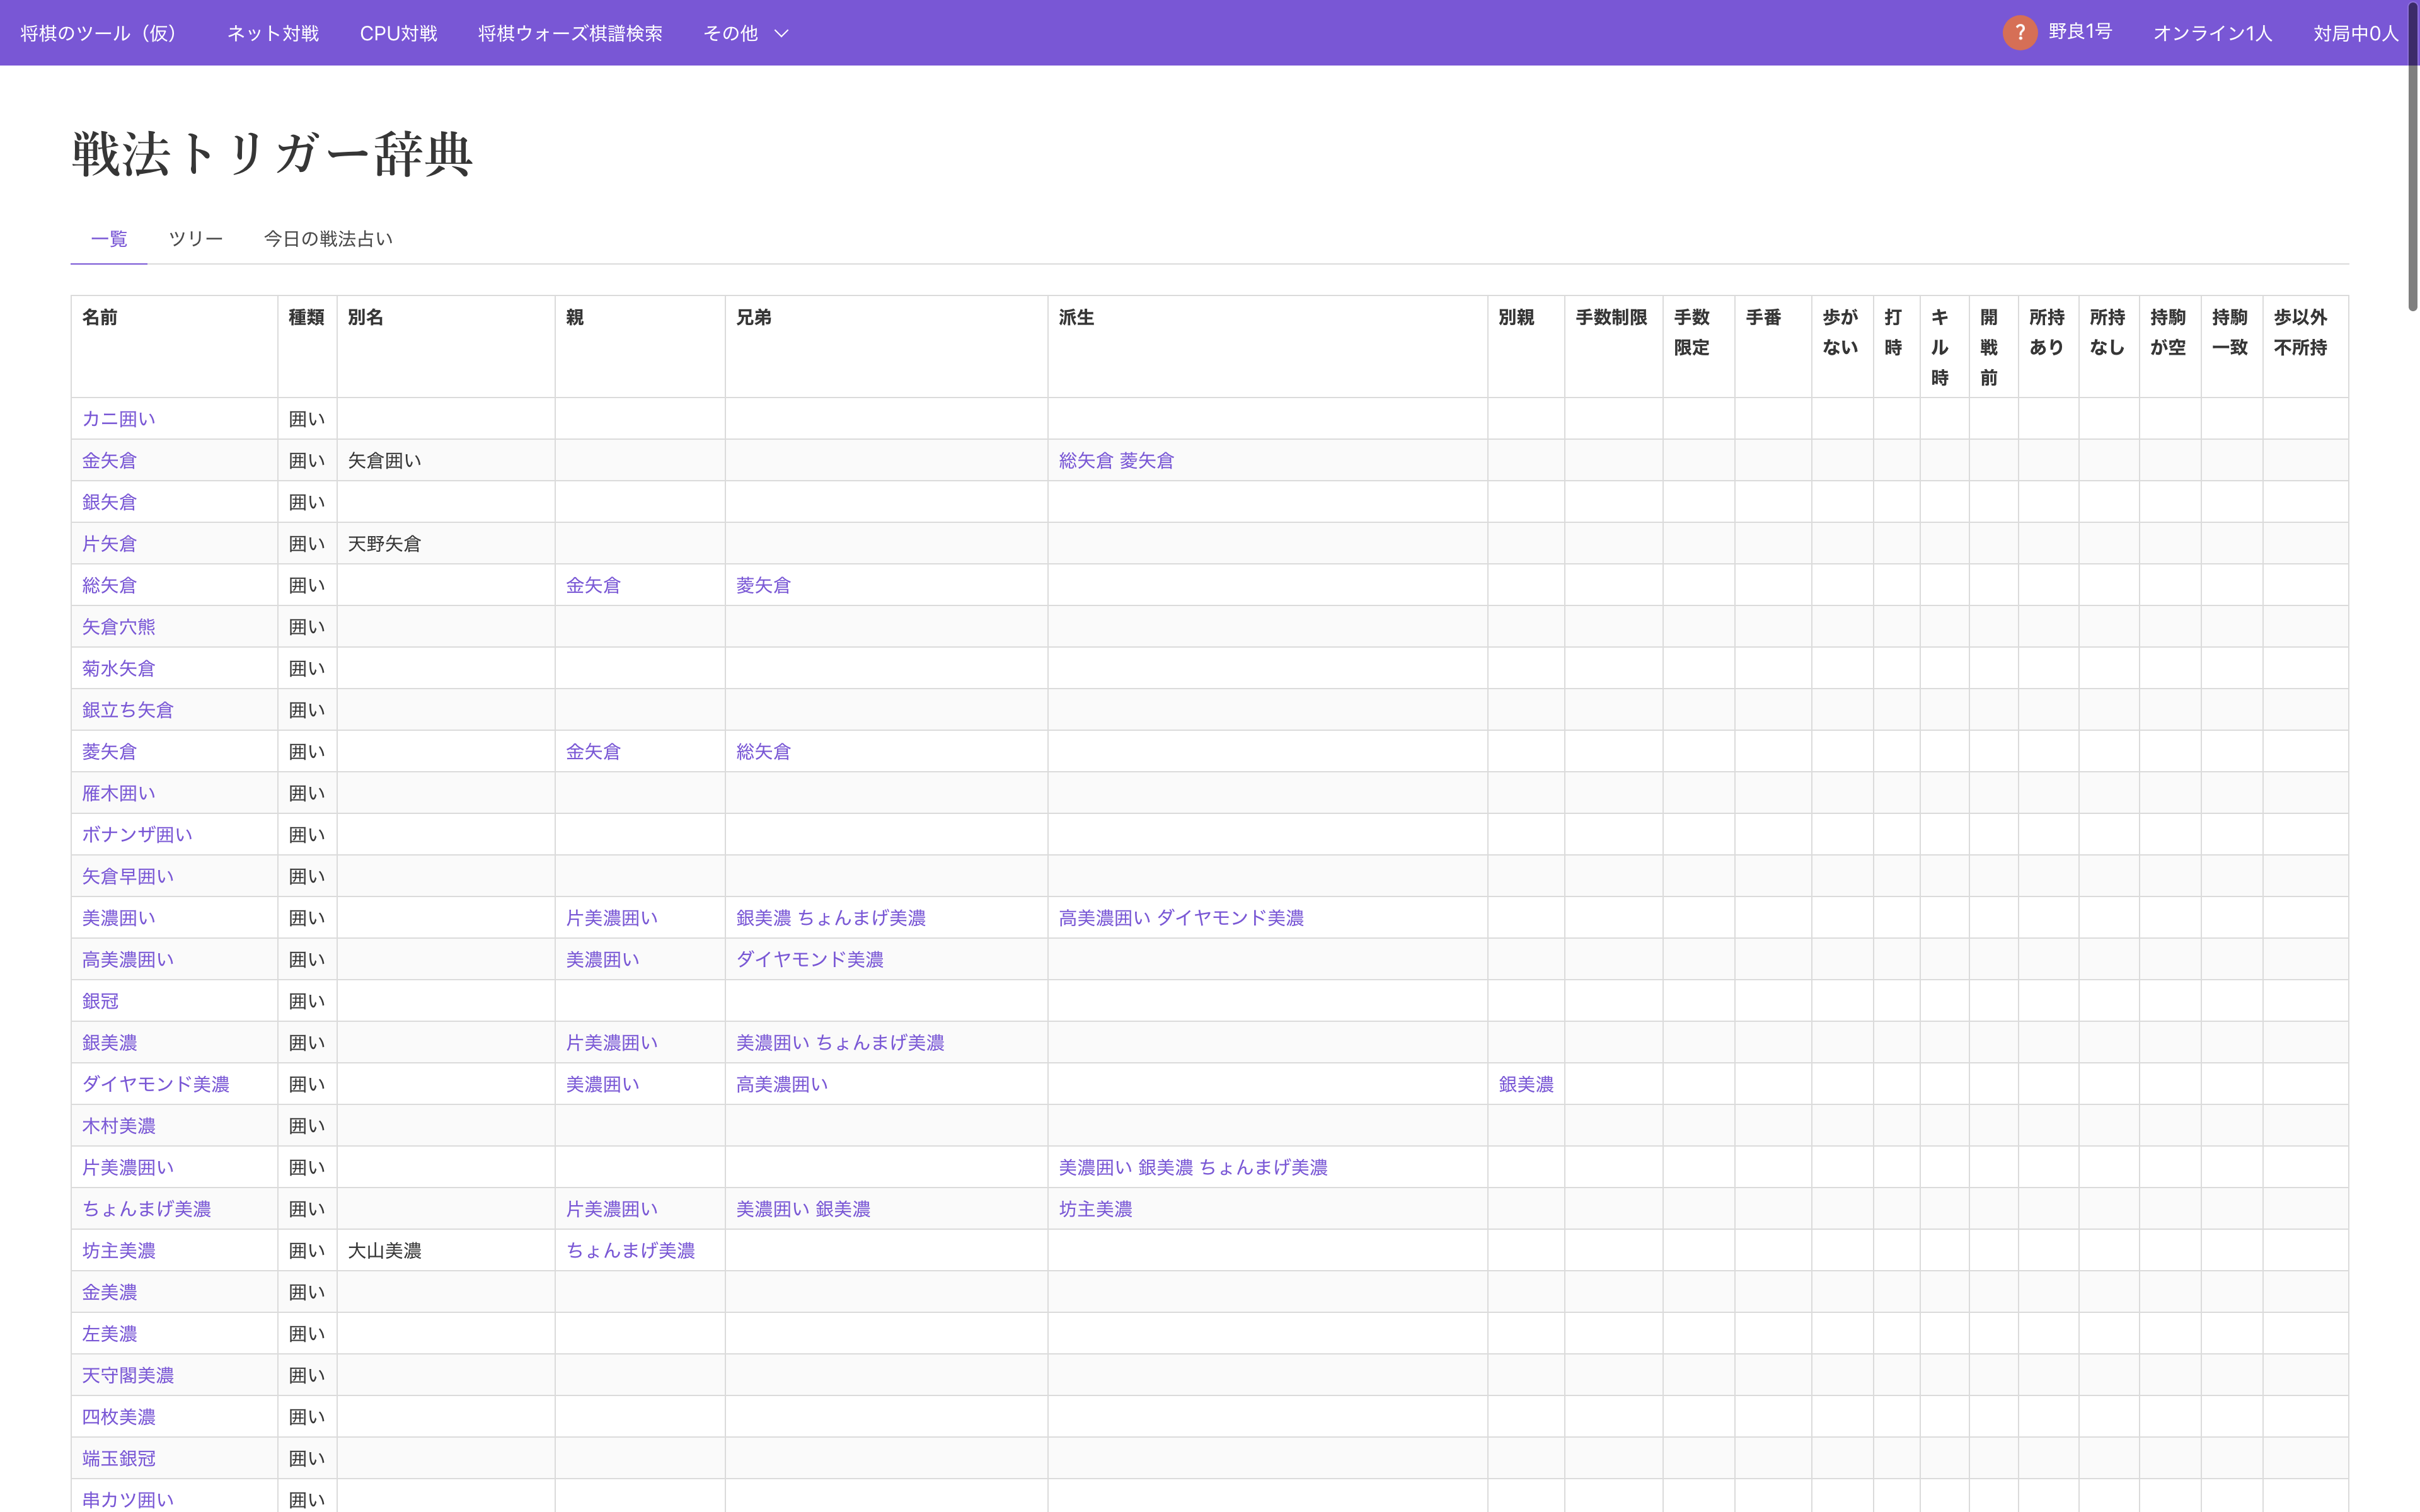 将棋のツール（仮） ネット対戦 CPU対戦 将棋ウォーズ棋譜検索 その他 ? 野良1号 オンライン1人 対局中0人
戦法トリガー辞典
一覧 ツリー 今日の戦法占い
名前 種類 別名 親 兄弟 派生 別親 手数制限 手数限定 手番 歩がない 打時 キル時 開戦前 所持あり 所持なし 持駒が空 持駒一致 歩以外不所持
カニ囲い 囲い
金矢倉 囲い 矢倉囲い 総矢倉 菱矢倉
銀矢倉 囲い
片矢倉 囲い 天野矢倉
総矢倉 囲い 金矢倉 菱矢倉
矢倉穴熊 囲い
菊水矢倉 囲い
銀立ち矢倉 囲い
菱矢倉 囲い 金矢倉 総矢倉
雁木囲い 囲い
ボナンザ囲い 囲い
矢倉早囲い 囲い
美濃囲い 囲い 片美濃囲い 銀美濃 ちょんまげ美濃 高美濃囲い ダイヤモンド美濃
高美濃囲い 囲い 美濃囲い ダイヤモンド美濃
銀冠 囲い
銀美濃 囲い 片美濃囲い 美濃囲い ちょんまげ美濃
ダイヤモンド美濃 囲い 美濃囲い 高美濃囲い 銀美濃
木村美濃 囲い
片美濃囲い 囲い 美濃囲い 銀美濃 ちょんまげ美濃
ちょんまげ美濃 囲い 片美濃囲い 美濃囲い 銀美濃 坊主美濃
坊主美濃 囲い 大山美濃 ちょんまげ美濃
金美濃 囲い
左美濃 囲い
天守閣美濃 囲い
四枚美濃 囲い
端玉銀冠 囲い
串カツ囲い 囲い